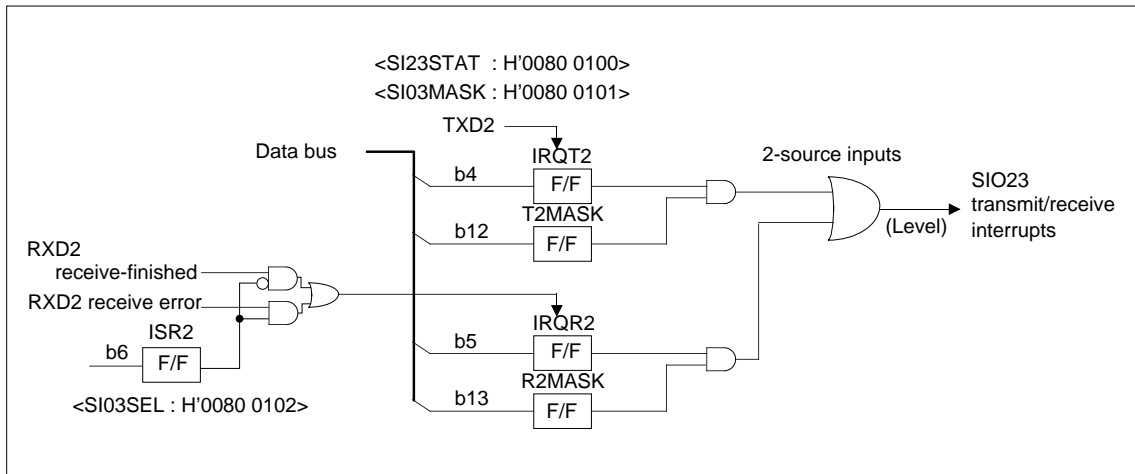 <SI23STAT : H'0080 0100>
<SI03MASK : H'0080 0101>
TXD2
Data bus
IRQT2
b4
F/F
T2MASK
b12
F/F
2-source inputs
(Level)
SIO23
transmit/receive
interrupts
RXD2
receive-finished
RXD2 receive error
ISR2
b6
F/F
<SI03SEL : H'0080 0102>
IRQR2
b5
F/F
R2MASK
b13
F/F